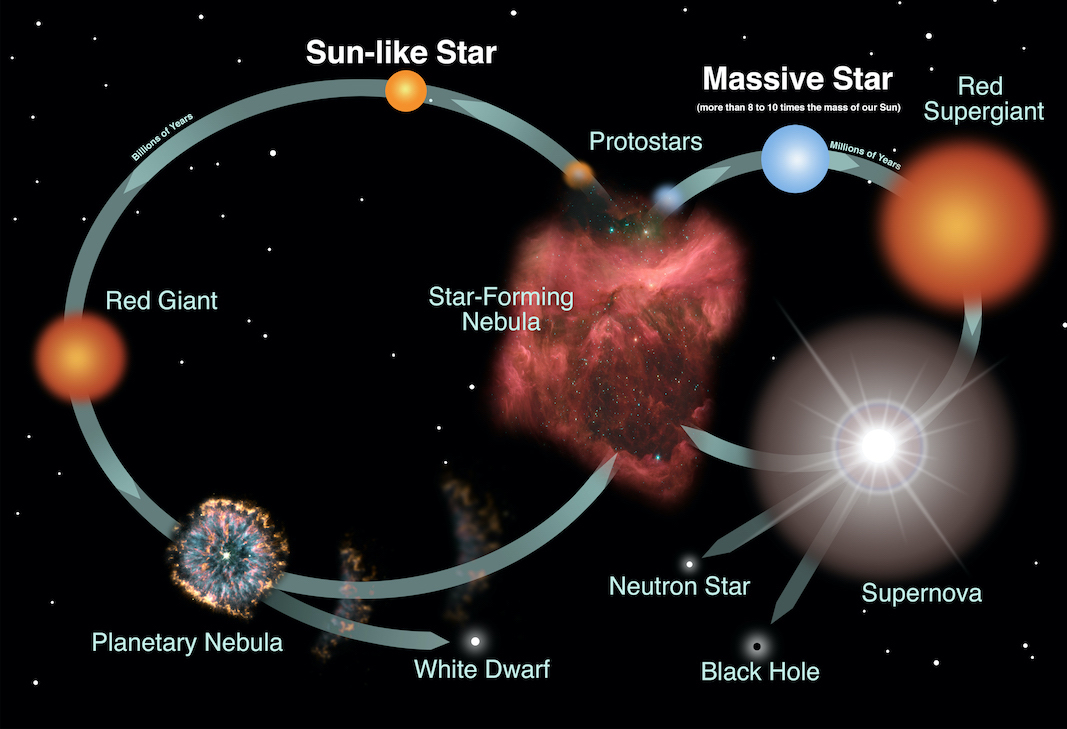 Sun-like Star
Massive Star
(more than 8 to 10 times the mass of our Sun)
Red
Supergiant
Billions of Years
Protostars
Millions of Years
Red Giant
Star-Forming
Nebula
Neutron Star
Supernova
Planetary Nebula
White Dwarf
Black Hole